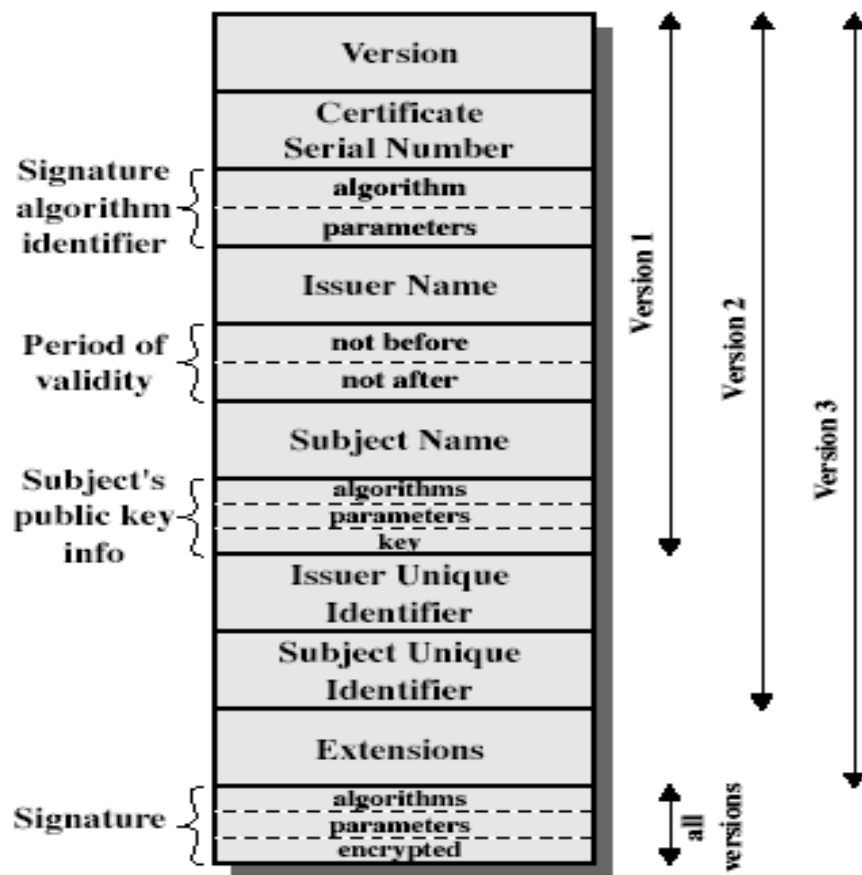 Version
Certificate
Serial Number
Signature
algorithm
identifier
algorithm
parameters
Issuer Name
Period of
validity
not before
not after
Subject Name
Subject's
public key
info
algorithms
parameters
key
Issuer Unique
Identifier
Subject Unique
Identifier
Extensions
Signature
algorithms
parameters
encrypted
Version 1
Version 2
Version 3
all
versions